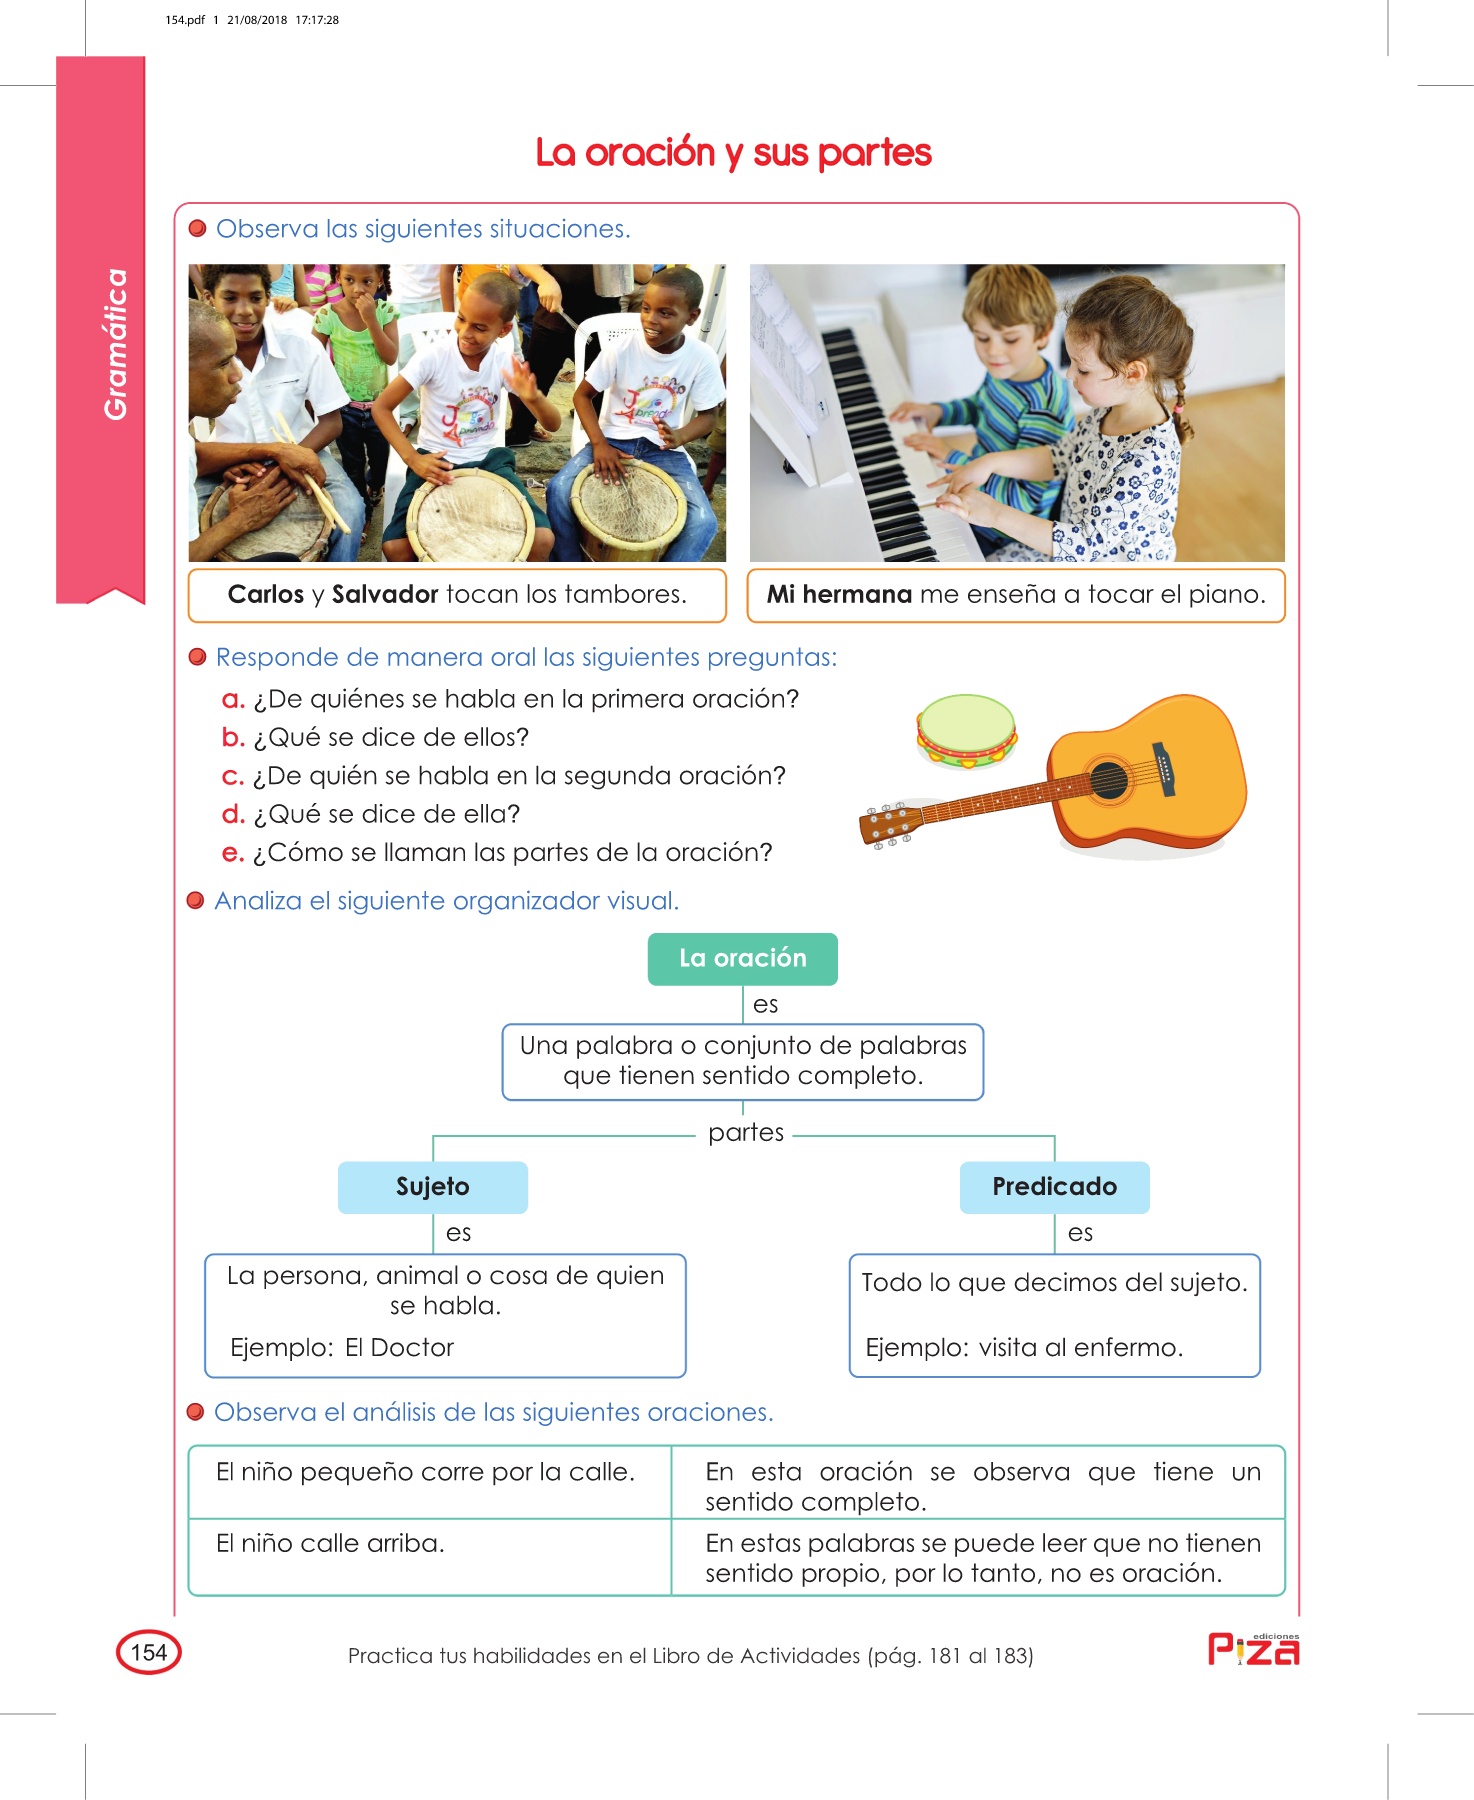 154.pdf 1 21/08/2018 17:17:28
Gramática
La oración y sus partes
Observa las siguientes situaciones.
Carlos y Salvador tocan los tambores.
Mi hermana me enseña a tocar el piano.
Responde de manera oral las siguientes preguntas:
a. ¿De quiénes se habla en la primera oración?
b. ¿Qué se dice de ellos?
c. ¿De quién se habla en la segunda oración?
d. ¿Qué se dice de ella?
e. ¿Cómo se llaman las partes de la oración?
Analiza el siguiente organizador visual.
La oración
es
Una palabra o conjunto de palabras
que tienen sentido completo.
partes
Sujeto
es
La persona, animal o cosa de quien
se habla.
Ejemplo: El Doctor
Predicado
es
Todo lo que decimos del sujeto.
Ejemplo: visita al enfermo.
Observa el análisis de las siguientes oraciones.
El niño pequeño corre por la calle.
En esta oración se observa que tiene un
sentido completo.
El niño calle arriba.
En estas palabras se puede leer que no tienen
sentido propio, por lo tanto, no es oración.
154
Practica tus habilidades en el Libro de Actividades (pág. 181 al 183)
ediciones
Piza